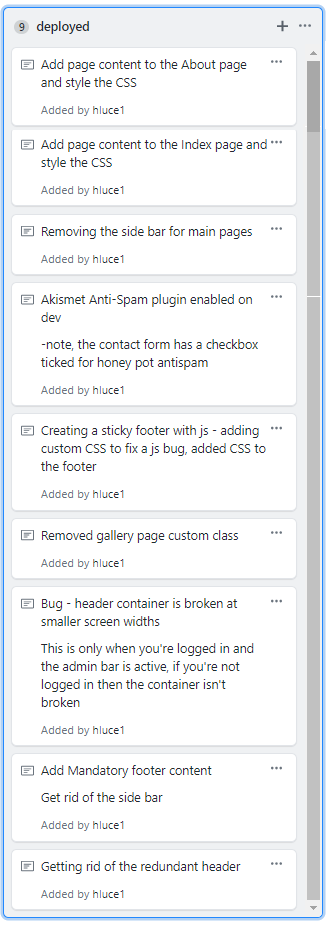 9 deployed
Add page content to the About page
and style the CSS
Added by hluce1
Add page content to the Index page and
style the CSS
Added by hluce1
Removing the side bar for main pages
Added by hluce1
Akismet Anti-Spam plugin enabled on
dev
-note, the contact form has a checkbox
ticked for honey pot antispam
Added by hluce1
Creating a sticky footer with js - adding
custom CSS to fix a js bug, added CSS to
the footer
Added by hluce1
Removed gallery page custom class
Added by hluce1
Bug - header container is broken at
smaller screen widths
This is only when you're logged in and
the admin bar is active, if you're not
logged in then the container isn't
broken
Added by hluce1
Add Mandatory footer content
Get rid of the side bar
Added by hluce1
Getting rid of the redundant header
Added by hluce1